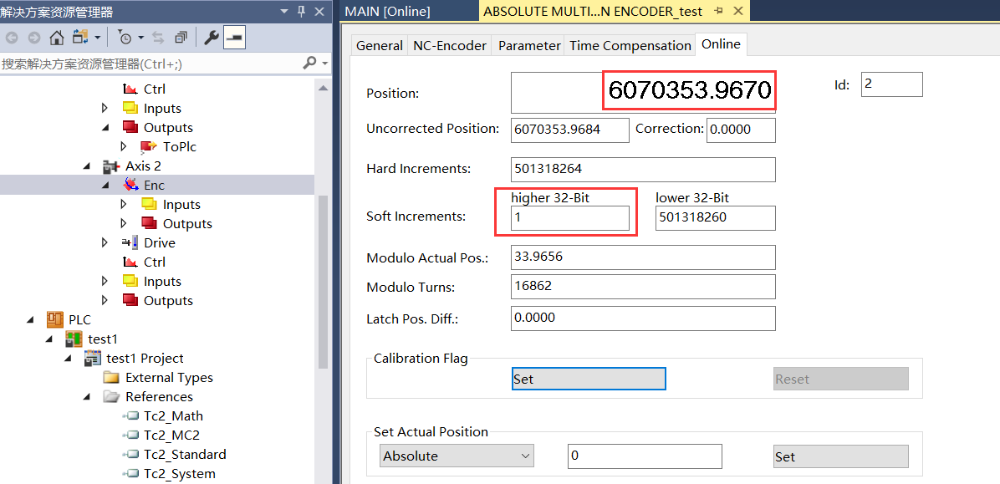 解决方案资源管理器
搜索解决方案资源管理器(Ctrl+;)
Ctrl
Inputs
Outputs
ToPlc
Axis 2
Enc
Inputs
Outputs
Drive
Ctrl
Inputs
Outputs
PLC
test1
test1 Project
External Types
References
Tc2_Math
Tc2_MC2
Tc2_Standard
Tc2_System
MAIN [Online]
ABSOLUTE MULTI...N ENCODER_test
General
NC-Encoder
Parameter
Time Compensation
Online
Position:
6070353.9670
Id:
2
Uncorrected Position:
6070353.9684
Correction:
0.0000
Hard Increments:
501318264
higher 32-Bit
lower 32-Bit
Soft Increments:
1
501318260
Modulo Actual Pos.:
33.9656
Modulo Turns:
16862
Latch Pos. Diff.:
0.0000
Calibration Flag
Set
Reset
Set Actual Position
Absolute
0
Set